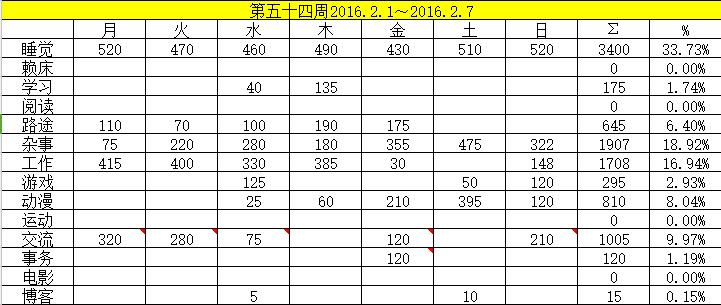 第五十四周2016.2.1～2016.2.7
月 火 水 木 金 土 日 Σ %
睡觉 520 470 460 490 430 510 520 3400 33.73%
赖床 0 0.00%
学习 40 135 175 1.74%
阅读 0 0.00%
路途 110 70 100 190 175 645 6.40%
杂事 75 220 280 180 355 475 322 1907 18.92%
工作 415 400 330 385 30 148 1708 16.94%
游戏 125 50 120 295 2.93%
动漫 25 60 210 395 120 810 8.04%
运动 0 0.00%
交流 320 280 75 120 210 1005 9.97%
事务 120 120 1.19%
电影 0 0.00%
博客 5 10 15 0.15%